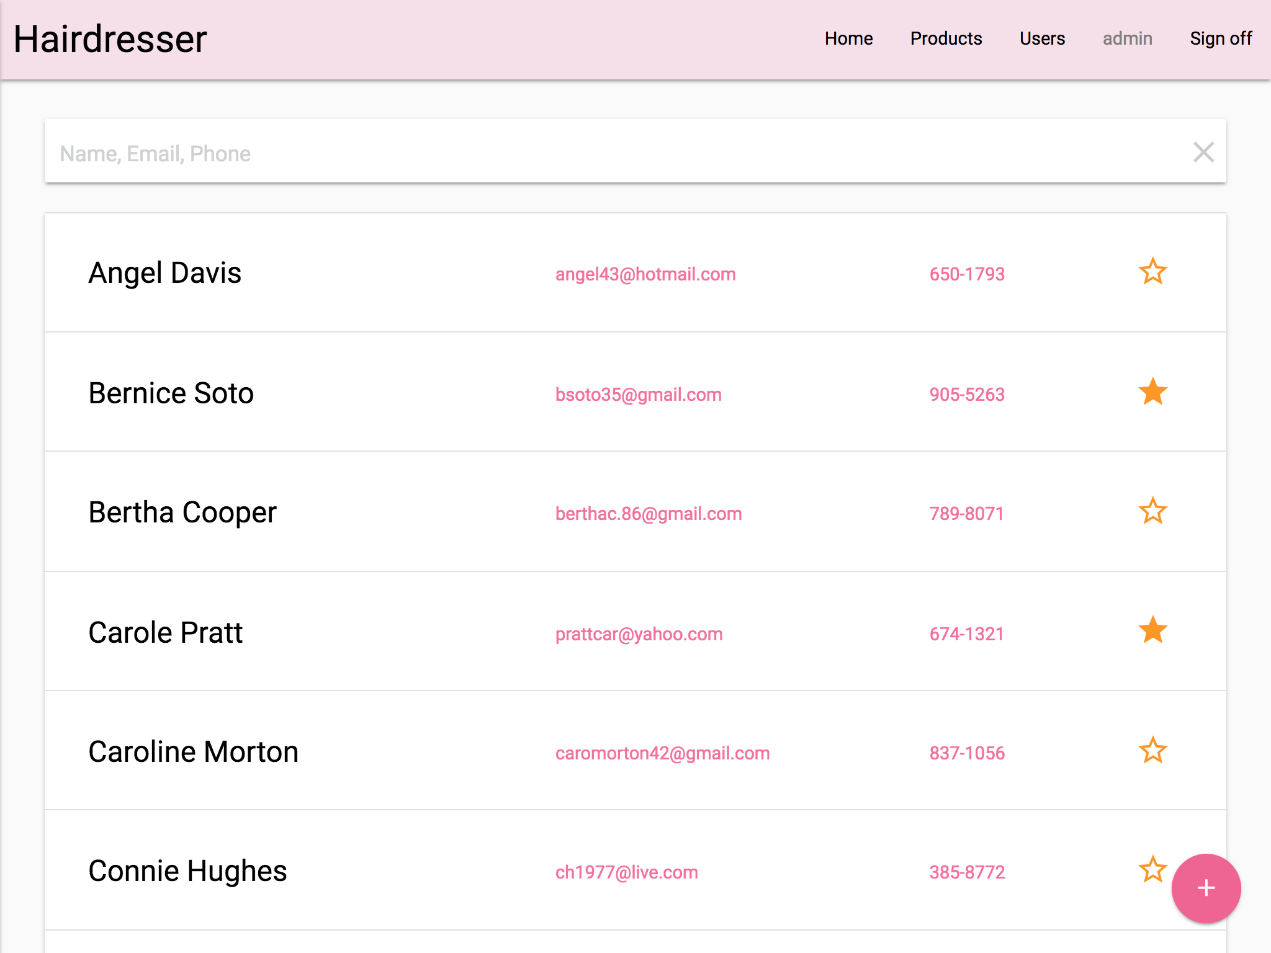 Hairdresser Home Products Users admin Sign off
Name, Email, Phone
Angel Davis angel43@hotmail.com 650-1793
Bernice Soto bsoto35@gmail.com 905-5263
Bertha Cooper berthac.86@gmail.com 789-8071
Carole Pratt prattcar@yahoo.com 674-1321
Caroline Morton caromorton42@gmail.com 837-1056
Connie Hughes ch1977@live.com 385-8772